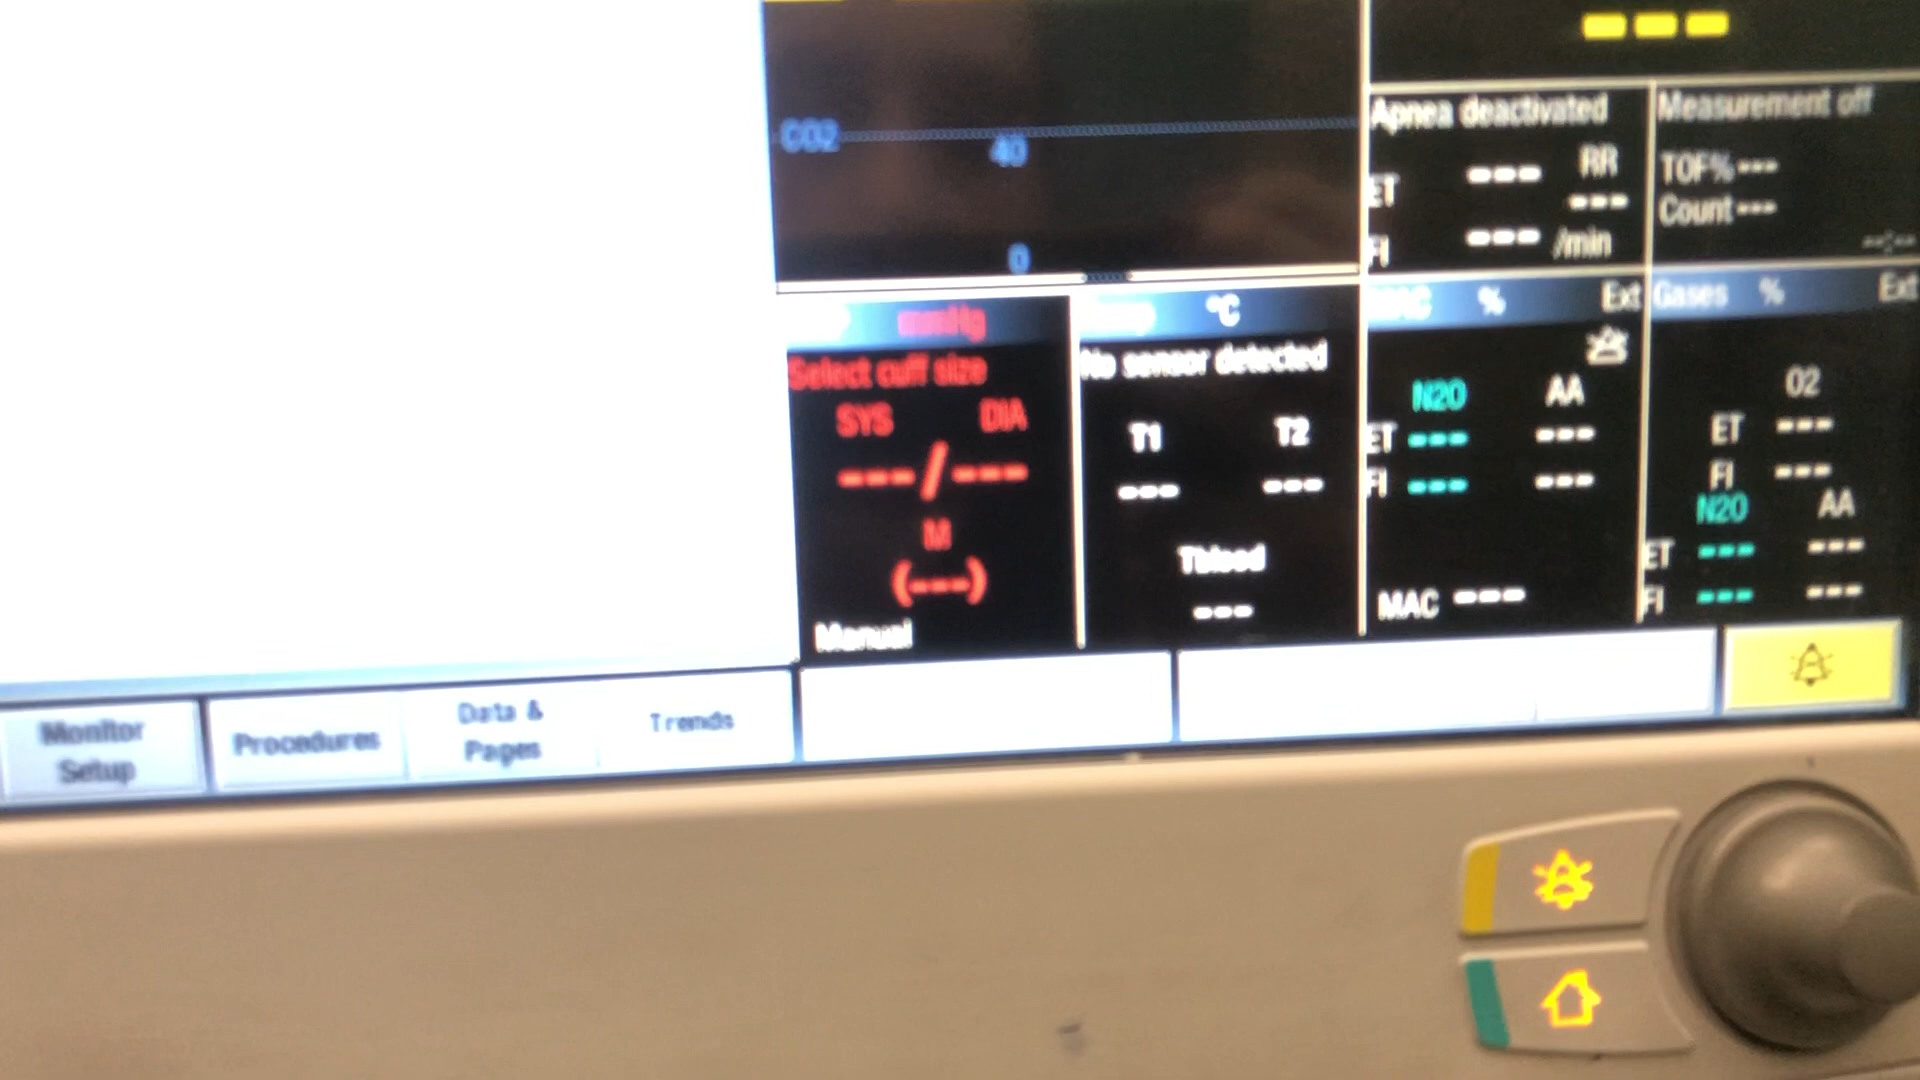 CO2
40
0
Apnea deactivated
ET --- RR
---
FI --- /min
Measurement off
TOF% ---
Count ---
--:--
mmHg
Select cuff size
SYS DIA
---/---
M
(---)
Manual
°C
No sensor detected
T1 T2
--- ---
Tblood
---
MAC % Ext
N2O AA
ET --- ---
FI --- ---
MAC ---
Gases % Ext
O2
ET ---
FI ---
N2O AA
ET --- ---
FI --- ---
Monitor
Setup
Procedures
Data &
Pages
Trends